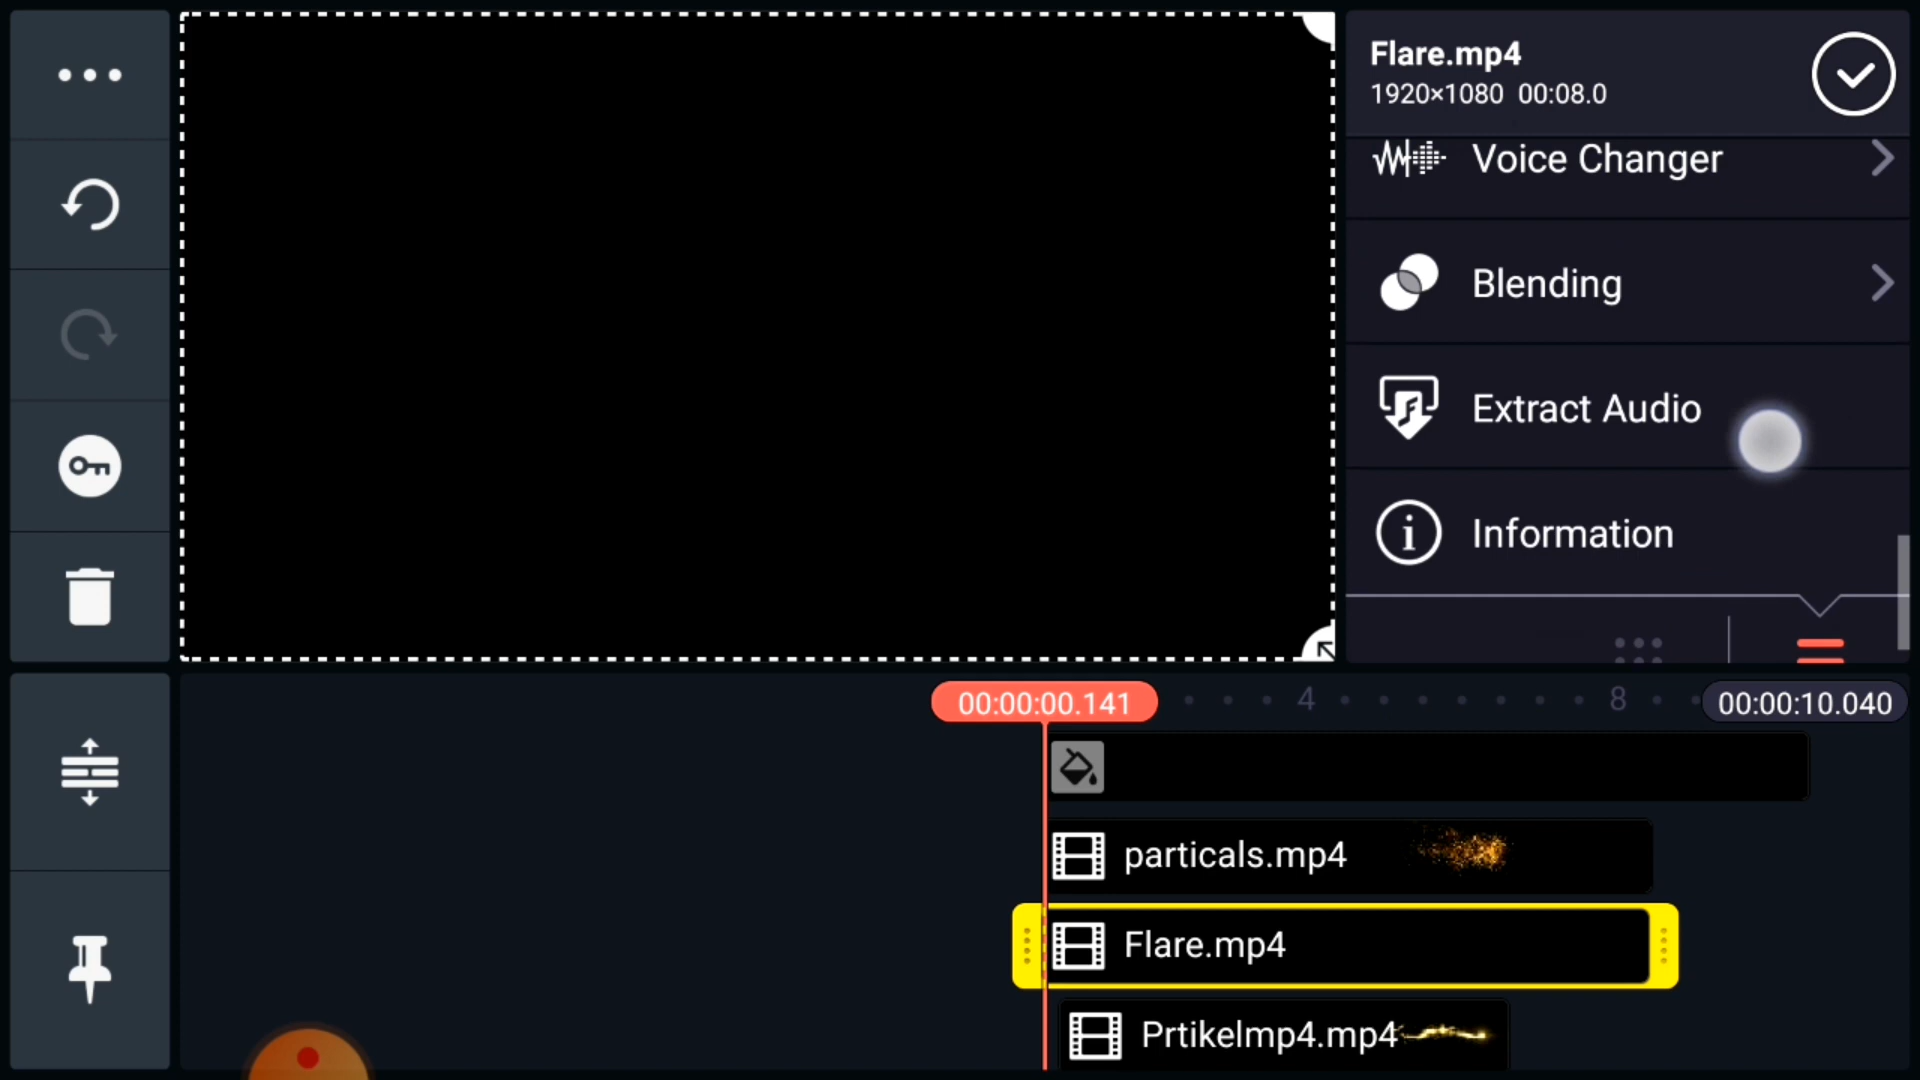 Flare.mp4
1920×1080 00:08.0
Voice Changer
Blending
Extract Audio
Information
00:00:00.141
4
8
00:00:10.040
particals.mp4
Flare.mp4
Prtikelmp4.mp4